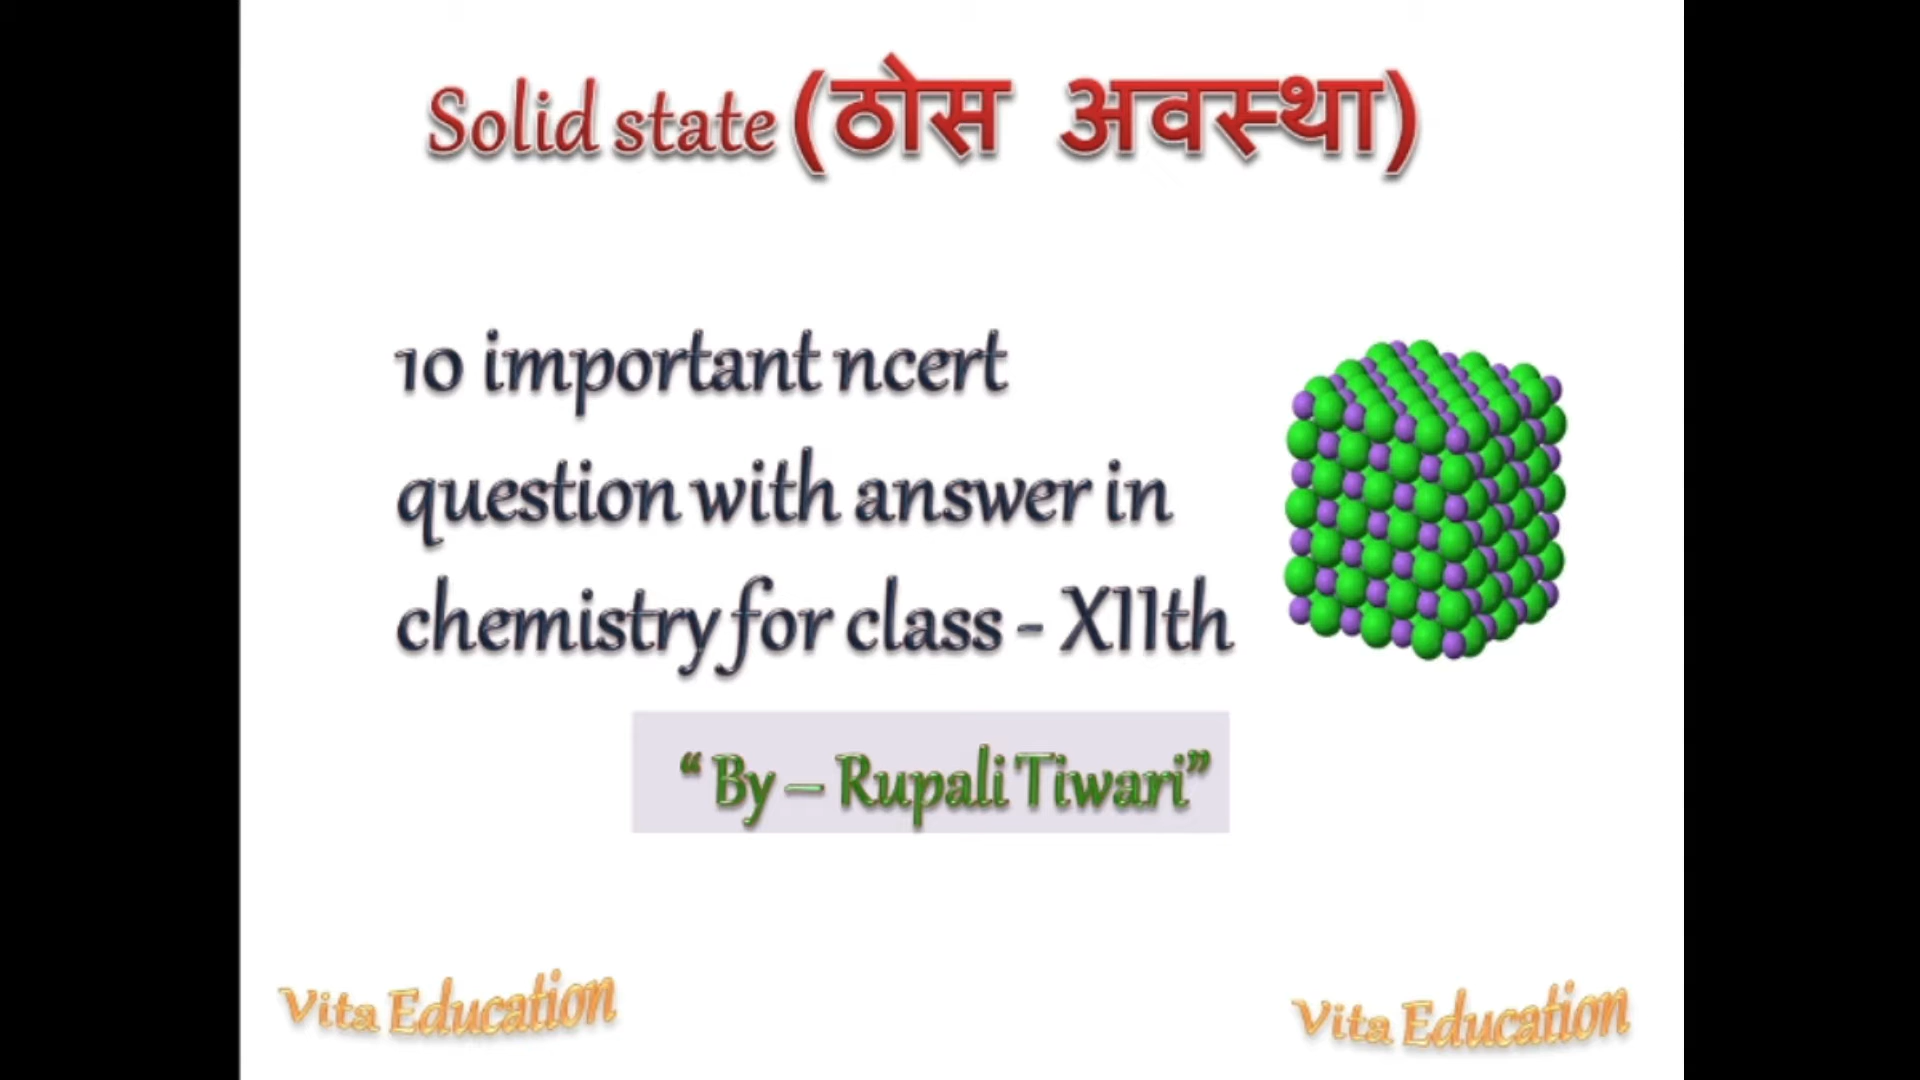 Solid state (ठोस अवस्था)
10 important ncert
question with answer in
chemistry for class - XIIth
“ By – Rupali Tiwari”
Vita Education
Vita Education